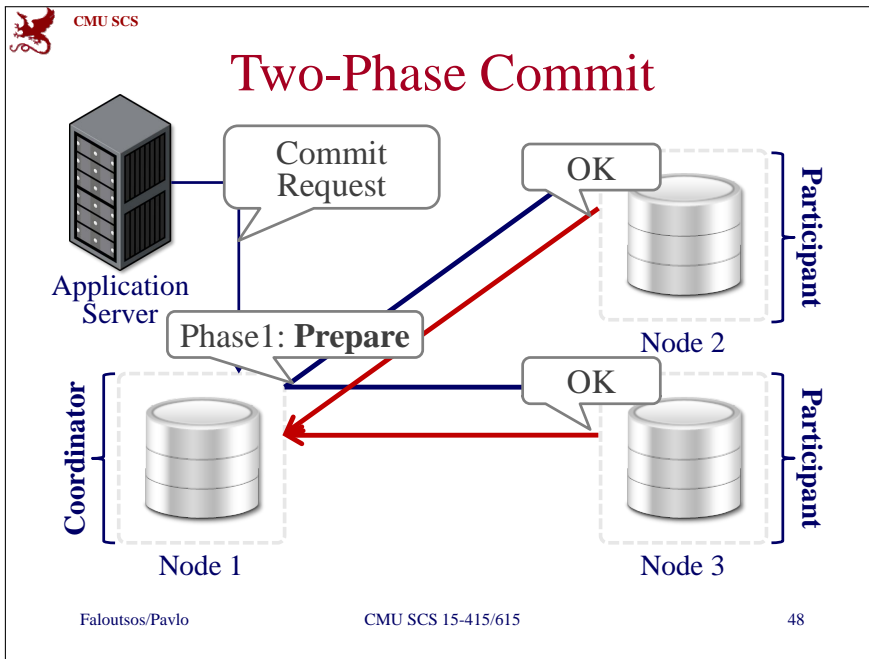 CMU SCS
Two-Phase Commit
Commit
Request
OK
Participant
Application
Server
Node 2
Phase1: Prepare
OK
Coordinator
Participant
Node 1
Node 3
Faloutsos/Pavlo
CMU SCS 15-415/615
48